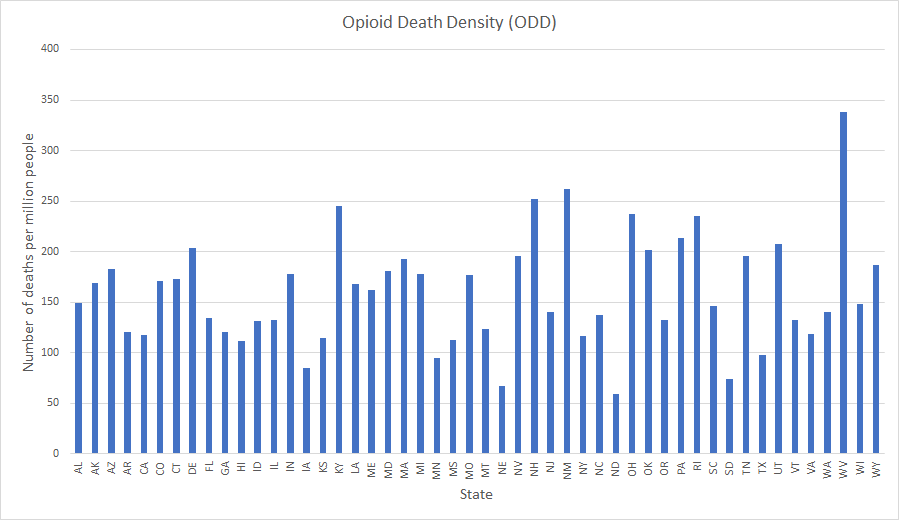 Opioid Death Density (ODD)
400
350
300
250
200
150
100
50
0
Number of deaths per million people
AL AK AZ AR CA CO CT DE FL GA HI ID IL IN IA KS KY LA ME MD MA MI MN MS MO MT NE NV NH NJ NM NY NC ND OH OK OR PA RI SC SD TN TX UT VT VA WA WV WI WY
State